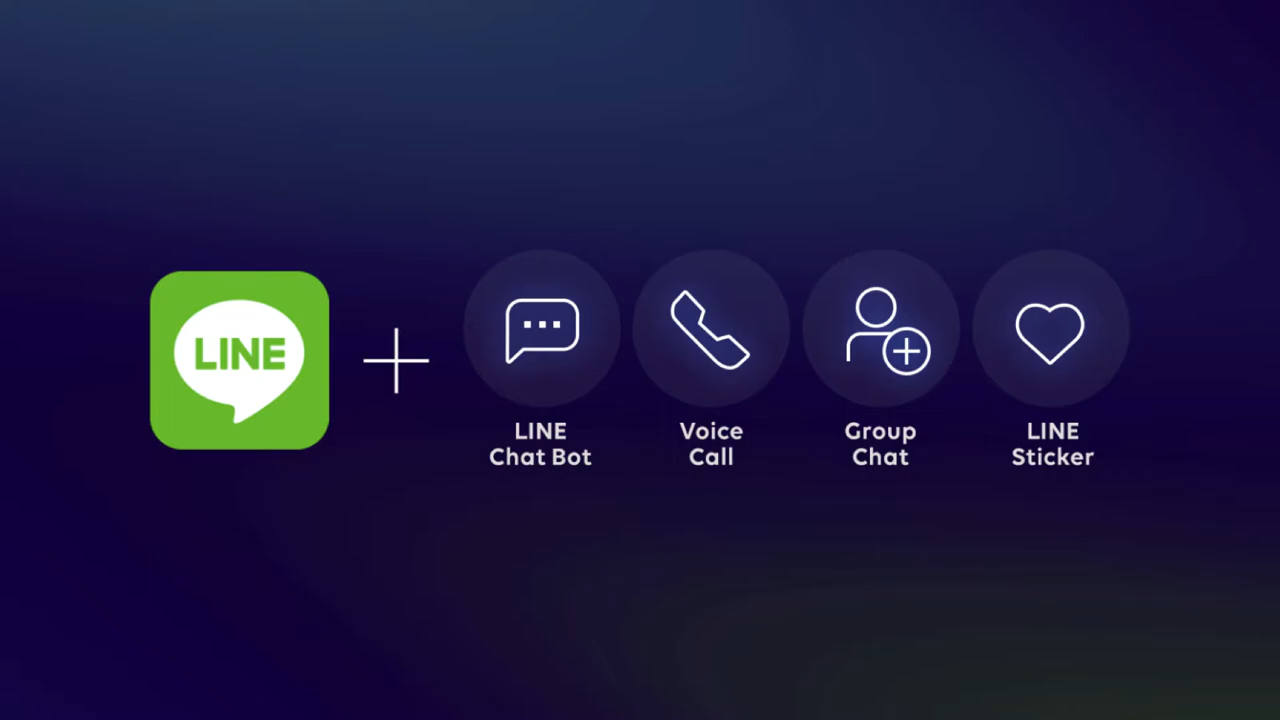 LINE
LINE
Chat Bot
Voice
Call
Group
Chat
LINE
Sticker